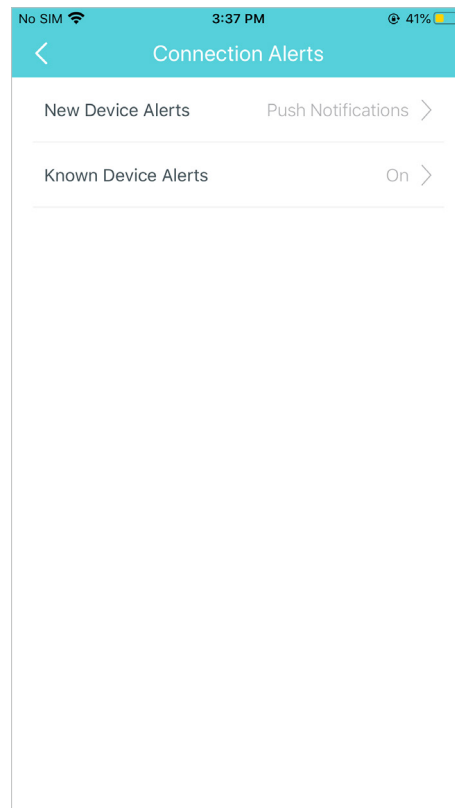 No SIM 3:37 PM 41%
Connection Alerts
New Device Alerts Push Notifications
Known Device Alerts On